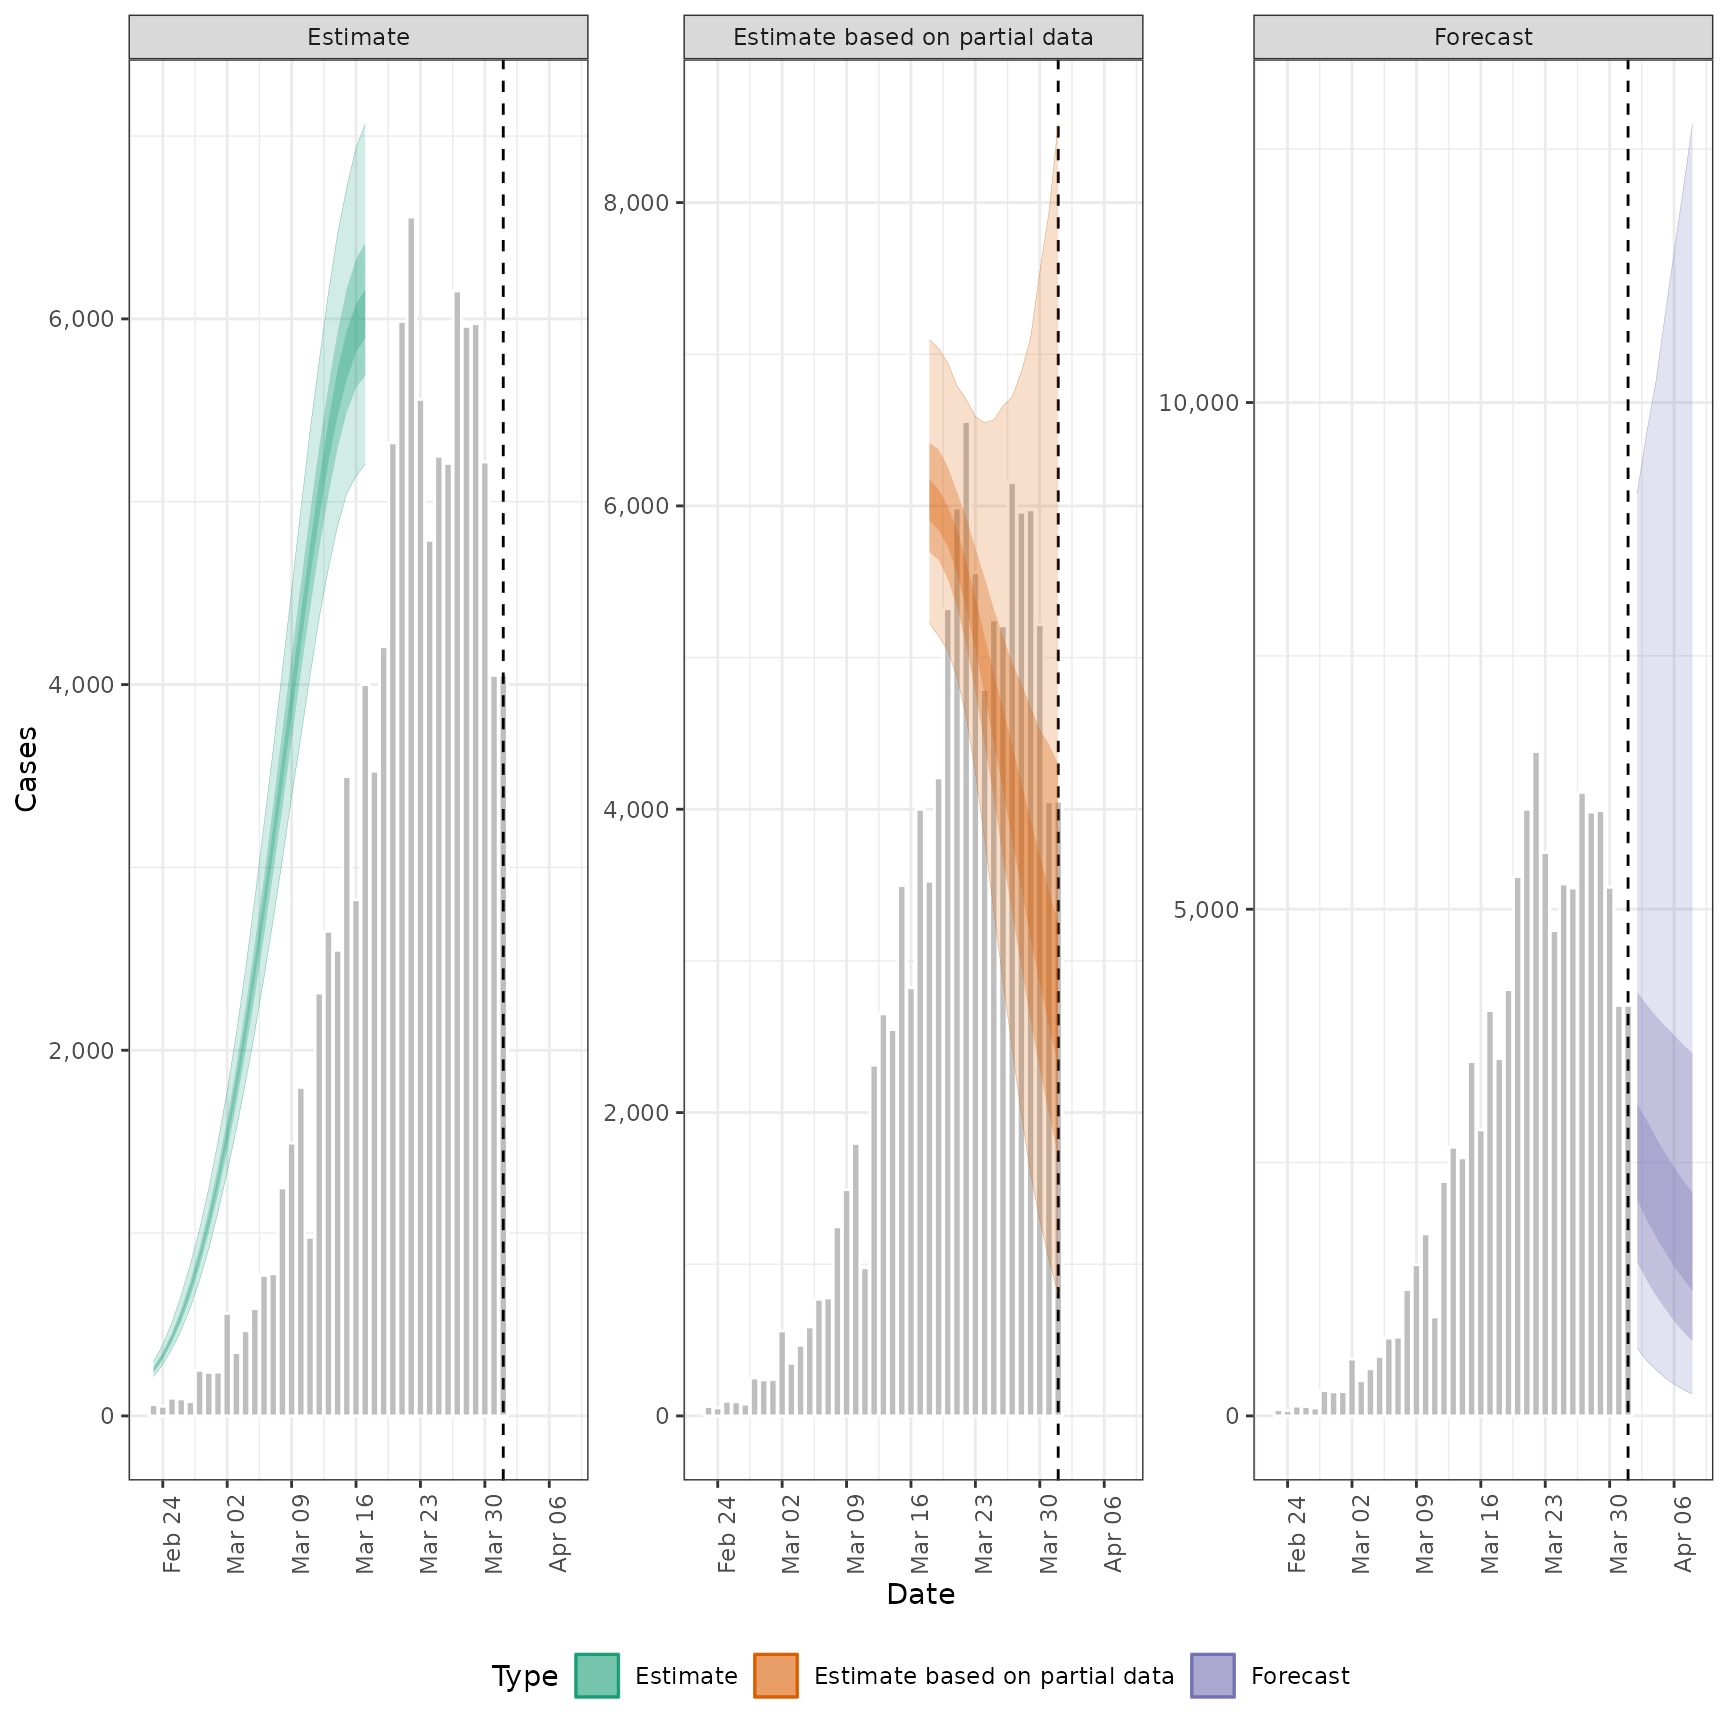 Estimate
Estimate based on partial data
Forecast
Cases
6,000
4,000
2,000
0
8,000
6,000
4,000
2,000
0
10,000
5,000
0
Feb 24
Mar 02
Mar 09
Mar 16
Mar 23
Mar 30
Apr 06
Feb 24
Mar 02
Mar 09
Mar 16
Mar 23
Mar 30
Apr 06
Feb 24
Mar 02
Mar 09
Mar 16
Mar 23
Mar 30
Apr 06
Date
Type Estimate Estimate based on partial data Forecast